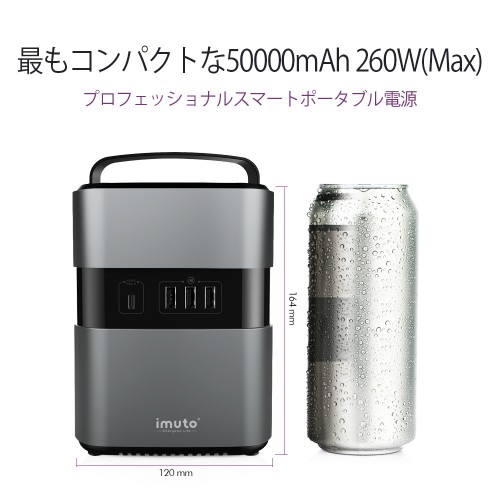 最もコンパクトな50000mAh 260W(Max)
プロフェッショナルスマートポータブル電源
164 mm
imuto
120 mm